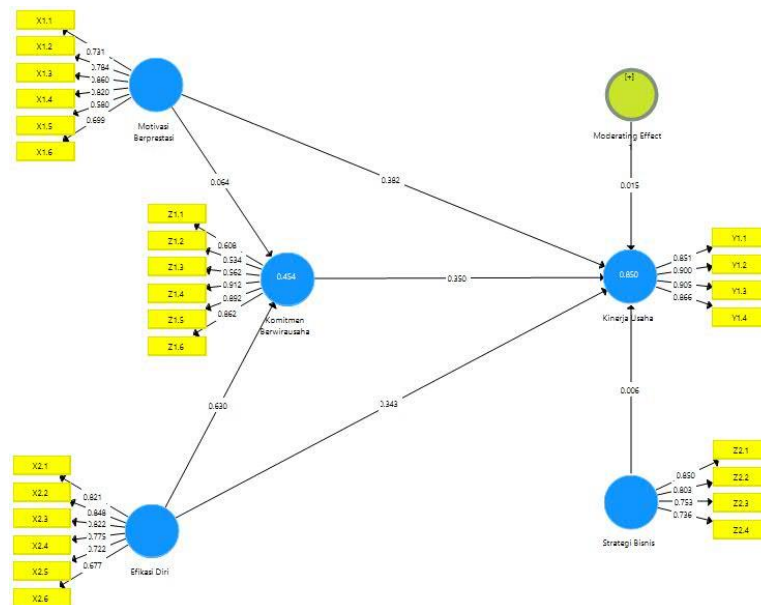 X1.1
X1.2
X1.3
X1.4
X1.5
X1.6
0.731
0.784
0.860
0.820
0.580
0.699
Motivasi
Berprestasi
[+]
Moderating Effect
1
0.064
0.382
0.015
Z1.1
Z1.2
Z1.3
Z1.4
Z1.5
Z1.6
0.608
0.534
0.562
0.912
0.892
0.862
0.454
Komitmen
Berwirausaha
0.350
0.850
Kinerja Usaha
0.851
0.900
0.905
0.866
Y1.1
Y1.2
Y1.3
Y1.4
0.630
0.343
0.006
X2.1
X2.2
X2.3
X2.4
X2.5
X2.6
0.821
0.848
0.822
0.775
0.722
0.677
Efikasi Diri
Strategi Bisnis
0.850
0.803
0.753
0.736
Z2.1
Z2.2
Z2.3
Z2.4